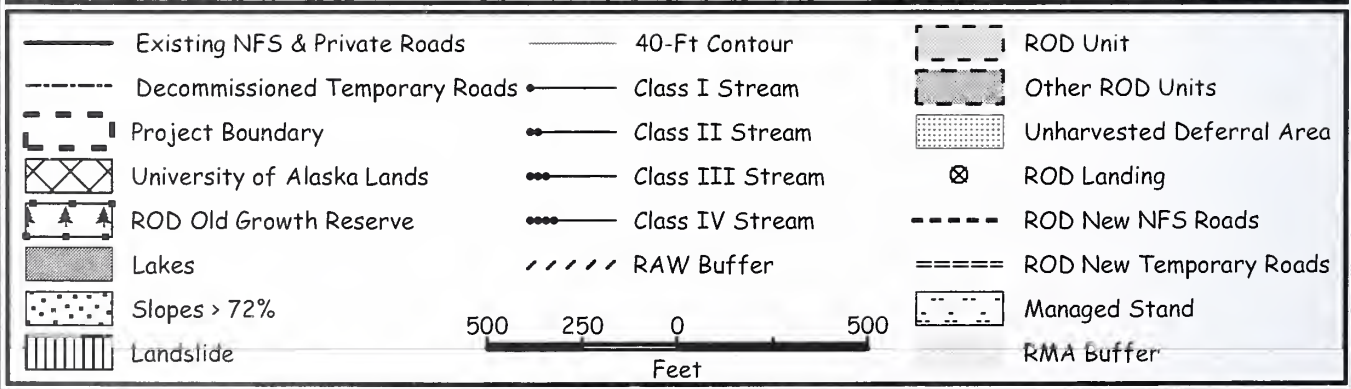 Existing NFS & Private Roads
Decommissioned Temporary Roads
Project Boundary
University of Alaska Lands
ROD Old Growth Reserve
Lakes
Slopes > 72%
Landslide
40-Ft Contour
Class I Stream
Class II Stream
Class III Stream
Class IV Stream
RAW Buffer
500 250 0 500
Feet
ROD Unit
Other ROD Units
Unharvested Deferral Area
ROD Landing
ROD New NFS Roads
ROD New Temporary Roads
Managed Stand
RMA Buffer